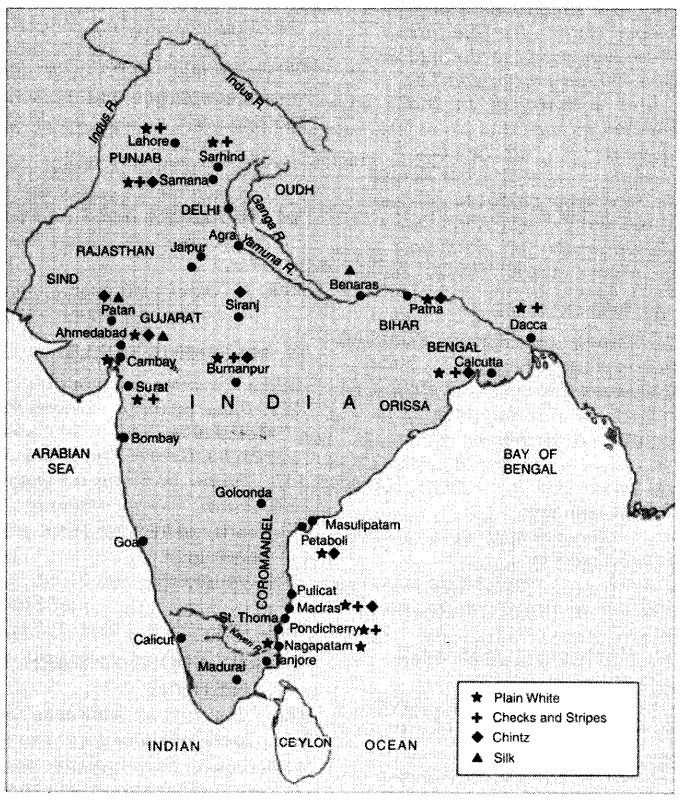 Indus R.
Indus R.
Lahore
PUNJAB
Sarhind
Samana
OUDH
DELHI
Ganga R.
Agra
Yamuna R.
RAJASTHAN
Jaipur
SIND
Benaras
Siranj
Patan
GUJARAT
Patna
BIHAR
Dacca
Ahmedabad
BENGAL
Cambay
Burnanpur
Calcutta
Surat
INDIA
ORISSA
Bombay
ARABIAN
SEA
BAY OF
BENGAL
Golconda
COROMANDEL
Masulipatam
Petaboli
Goa
Pulicat
Madras
St. Thoma
Pondicherry
Calicut
Kaveri R.
Nagapatam
Tanjore
Madurai
INDIAN
CEYLON
OCEAN
Plain White
Checks and Stripes
Chintz
Silk